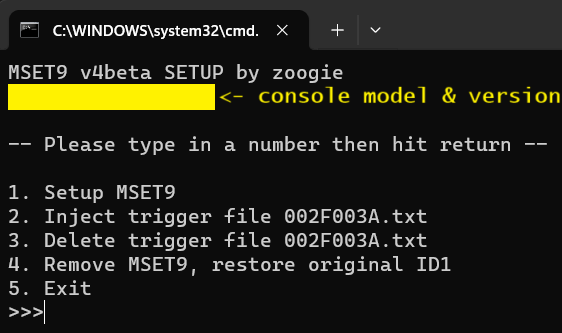 C:\WINDOWS\system32\cmd.
MSET9 v4beta SETUP by zoogie
<- console model & version
-- Please type in a number then hit return --
1. Setup MSET9
2. Inject trigger file 002F003A.txt
3. Delete trigger file 002F003A.txt
4. Remove MSET9, restore original ID1
5. Exit
>>>